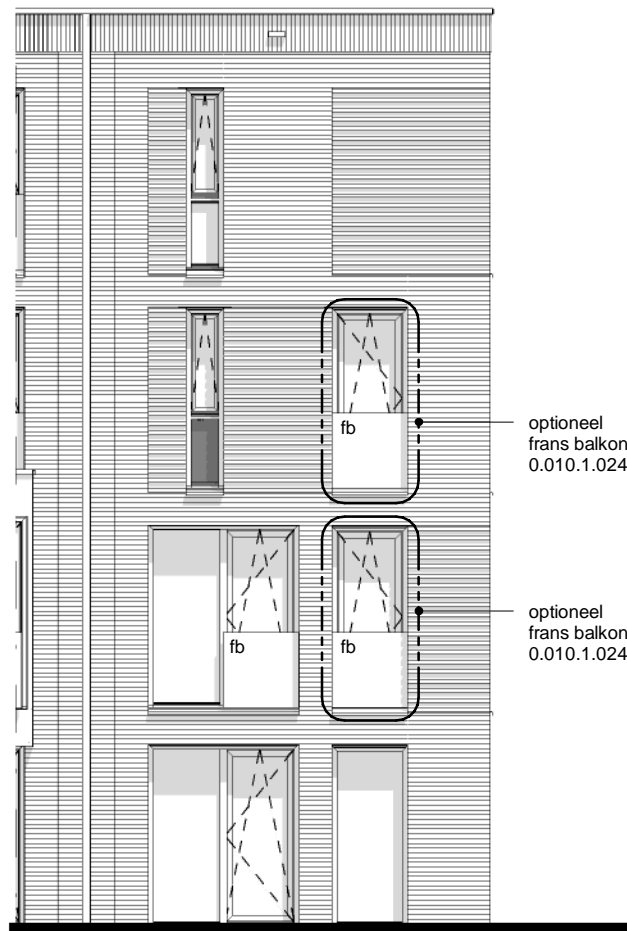 fb
optioneel
frans balkon
0.010.1.024
fb
fb
optioneel
frans balkon
0.010.1.024